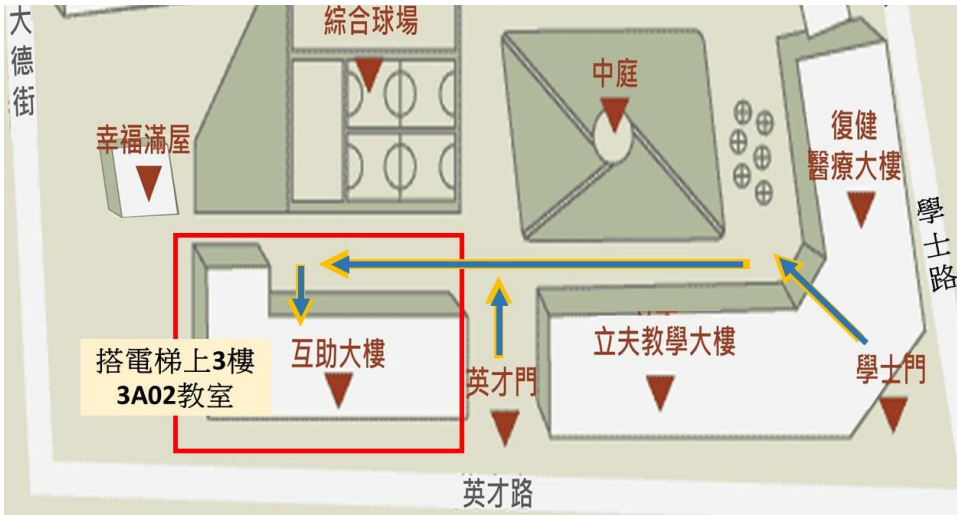 大德街
綜合球場
中庭
幸福滿屋
復健
醫療大樓
學士路
搭電梯上3樓
3A02教室
互助大樓
英才門
立夫教學大樓
學士門
英才路